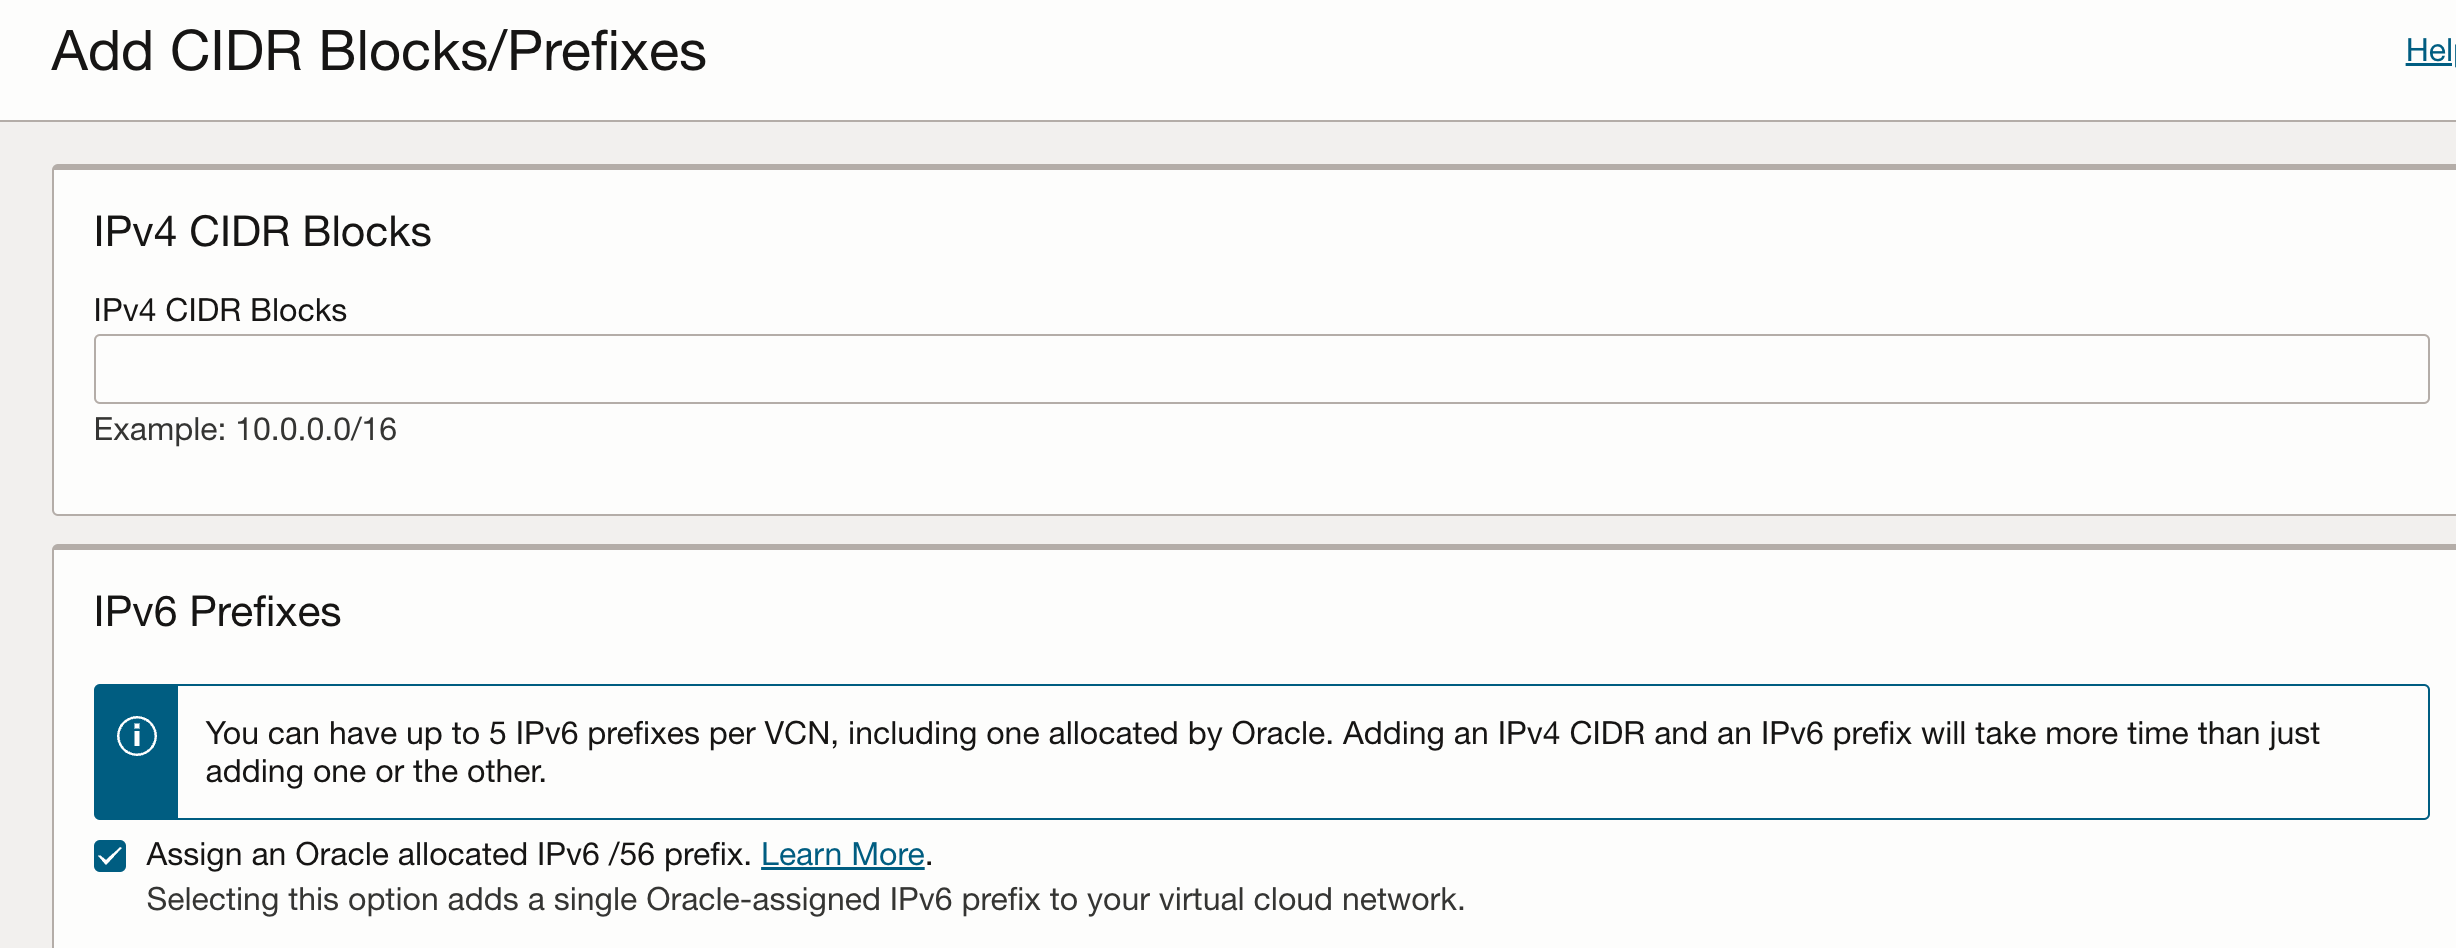 Add CIDR Blocks/Prefixes
IPv4 CIDR Blocks
IPv4 CIDR Blocks
Example: 10.0.0.0/16
IPv6 Prefixes
You can have up to 5 IPv6 prefixes per VCN, including one allocated by Oracle. Adding an IPv4 CIDR and an IPv6 prefix will take more time than just
adding one or the other.
Assign an Oracle allocated IPv6 /56 prefix. Learn More.
Selecting this option adds a single Oracle-assigned IPv6 prefix to your virtual cloud network.